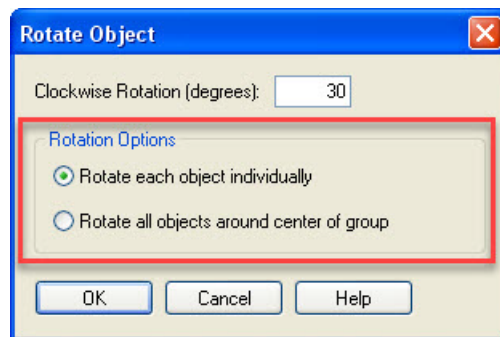 Rotate Object
Clockwise Rotation (degrees): 30
Rotation Options
Rotate each object individually
Rotate all objects around center of group
OK Cancel Help